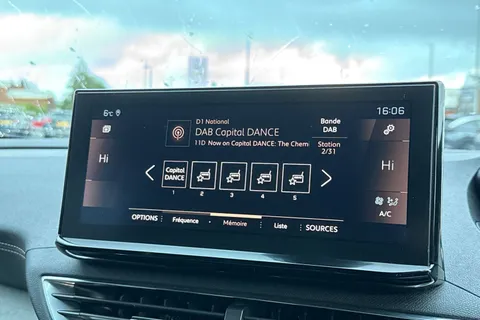 6°C
16:06
D1 National
DAB Capital DANCE
11D Now on Capital DANCE: The Chem
Bande
DAB
Station
2/31
Hi
Hi
Capital
DANCE
1 2 3 4 5
A/C
OPTIONS Fréquence Mémoire Liste SOURCES